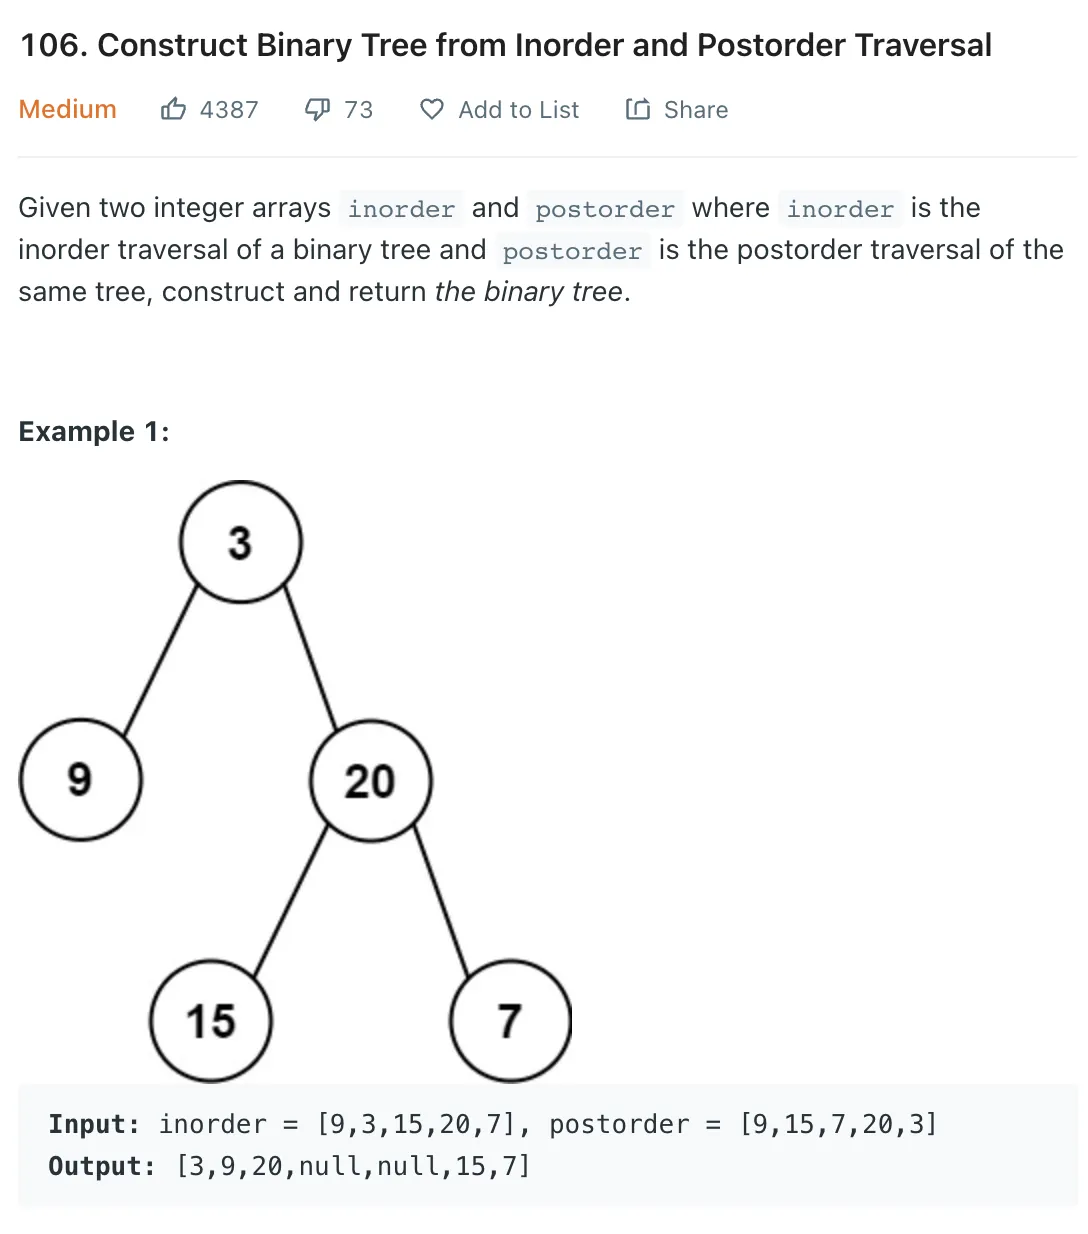 106. Construct Binary Tree from Inorder and Postorder Traversal
Medium 4387 73 Add to List Share
Given two integer arrays inorder and postorder where inorder is the
inorder traversal of a binary tree and postorder is the postorder traversal of the
same tree, construct and return the binary tree.
Example 1:
3
9 20
15 7
Input: inorder = [9,3,15,20,7], postorder = [9,15,7,20,3]
Output: [3,9,20,null,null,15,7]